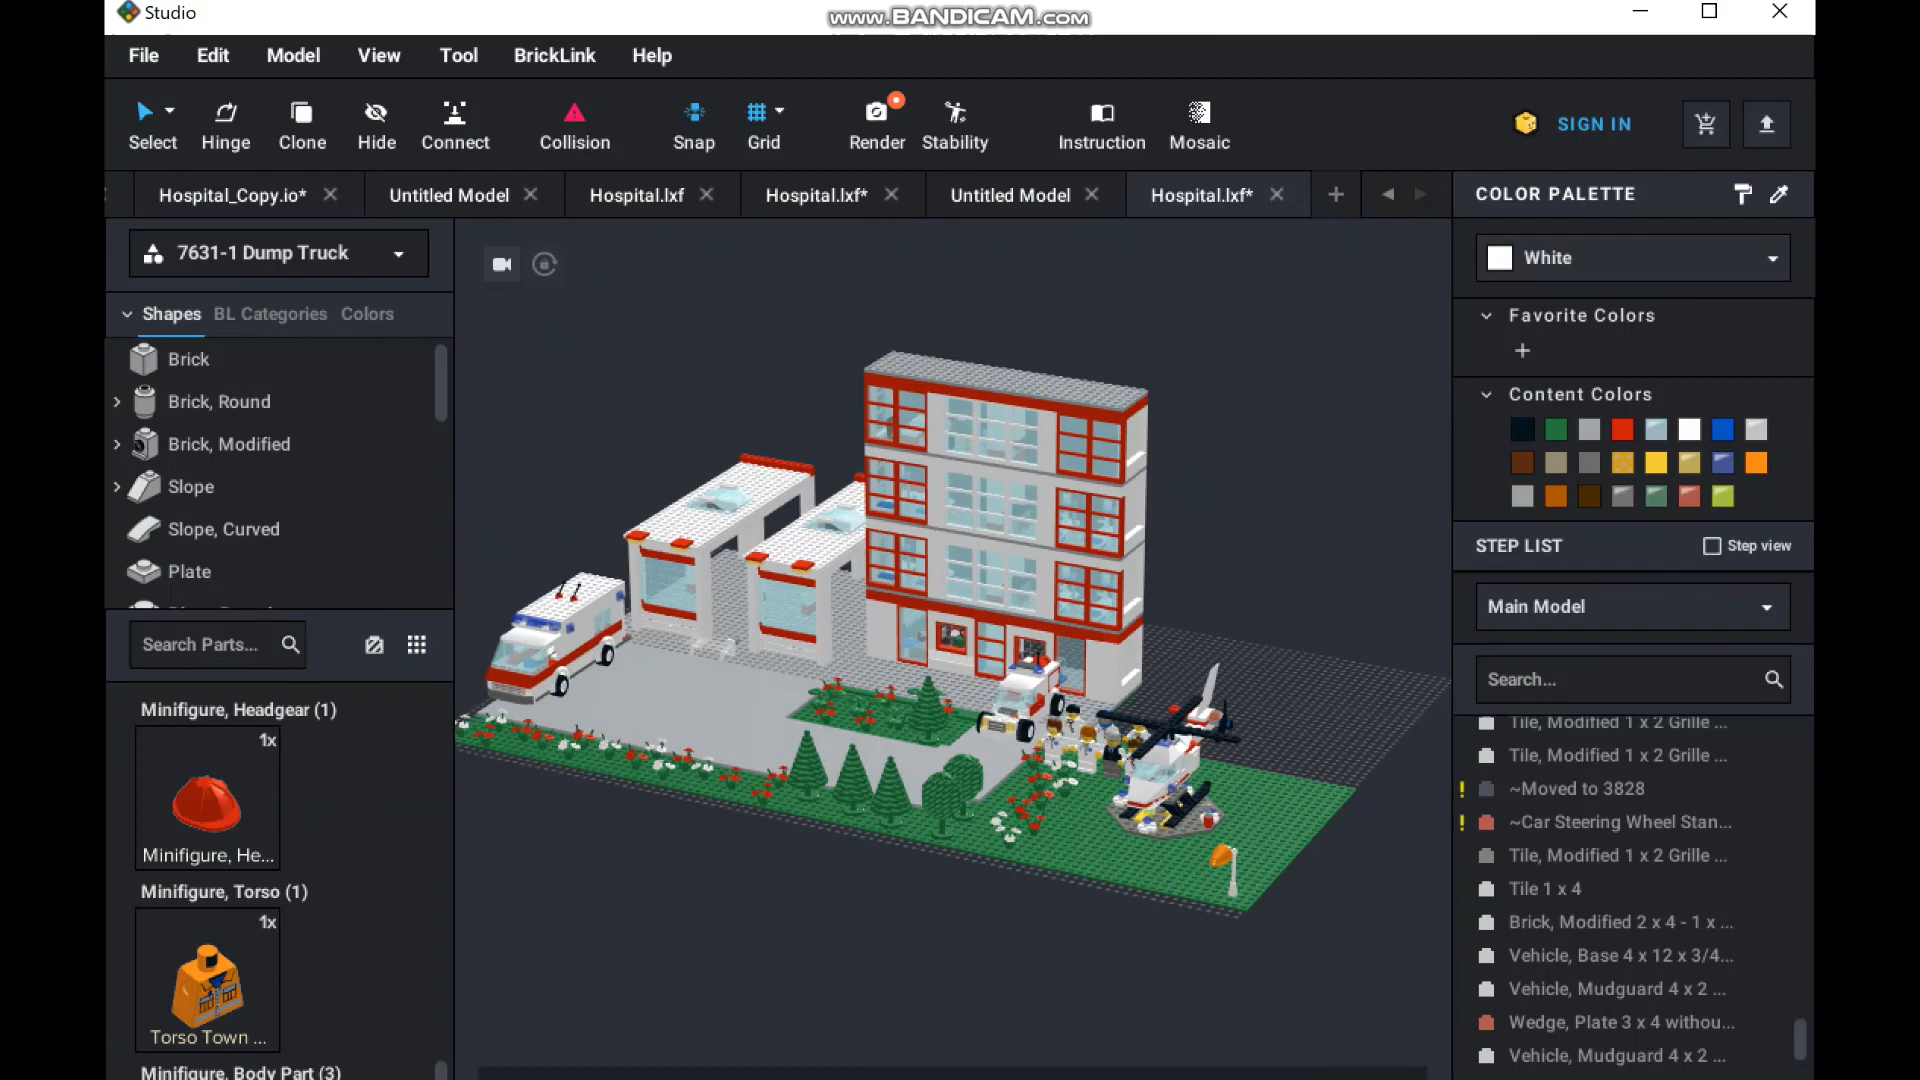 Studio
www.BANDICAM.com
File Edit Model View Tool BrickLink Help
Select Hinge Clone Hide Connect Collision Snap Grid Render Stability Instruction Mosaic SIGN IN
Hospital_Copy.io* Untitled Model Hospital.lxf Hospital.lxf* Untitled Model Hospital.lxf*
7631-1 Dump Truck
Shapes BL Categories Colors
Brick
Brick, Round
Brick, Modified
Slope
Slope, Curved
Plate
Search Parts...
Minifigure, Headgear (1)
1x
Minifigure, He...
Minifigure, Torso (1)
1x
Torso Town ...
Minifigure, Body Part (3)
COLOR PALETTE
White
Favorite Colors
Content Colors
STEP LIST Step view
Main Model
Search...
Tile, Modified 1 x 2 Grille ...
Tile, Modified 1 x 2 Grille ...
! ~Moved to 3828
! ~Car Steering Wheel Stan...
Tile, Modified 1 x 2 Grille ...
Tile 1 x 4
Brick, Modified 2 x 4 - 1 x ...
Vehicle, Base 4 x 12 x 3/4...
Vehicle, Mudguard 4 x 2 ...
Wedge, Plate 3 x 4 withou...
Vehicle, Mudguard 4 x 2 ...